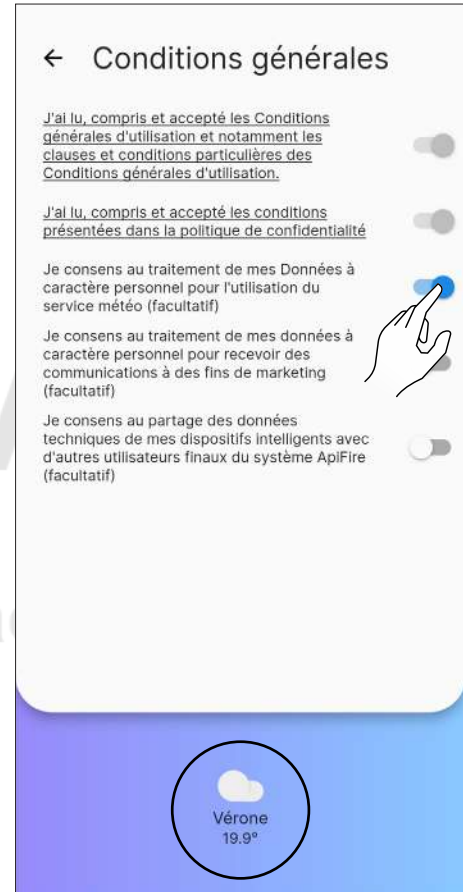 ← Conditions générales
J'ai lu, compris et accepté les Conditions
générales d'utilisation et notamment les
clauses et conditions particulières des
Conditions générales d'utilisation.
J'ai lu, compris et accepté les conditions
présentées dans la politique de confidentialité
Je consens au traitement de mes Données à
caractère personnel pour l'utilisation du
service météo (facultatif)
Je consens au traitement de mes données à
caractère personnel pour recevoir des
communications à des fins de marketing
(facultatif)
Je consens au partage des données
techniques de mes dispositifs intelligents avec
d'autres utilisateurs finaux du système ApiFire
(facultatif)
Vérone
19.9°